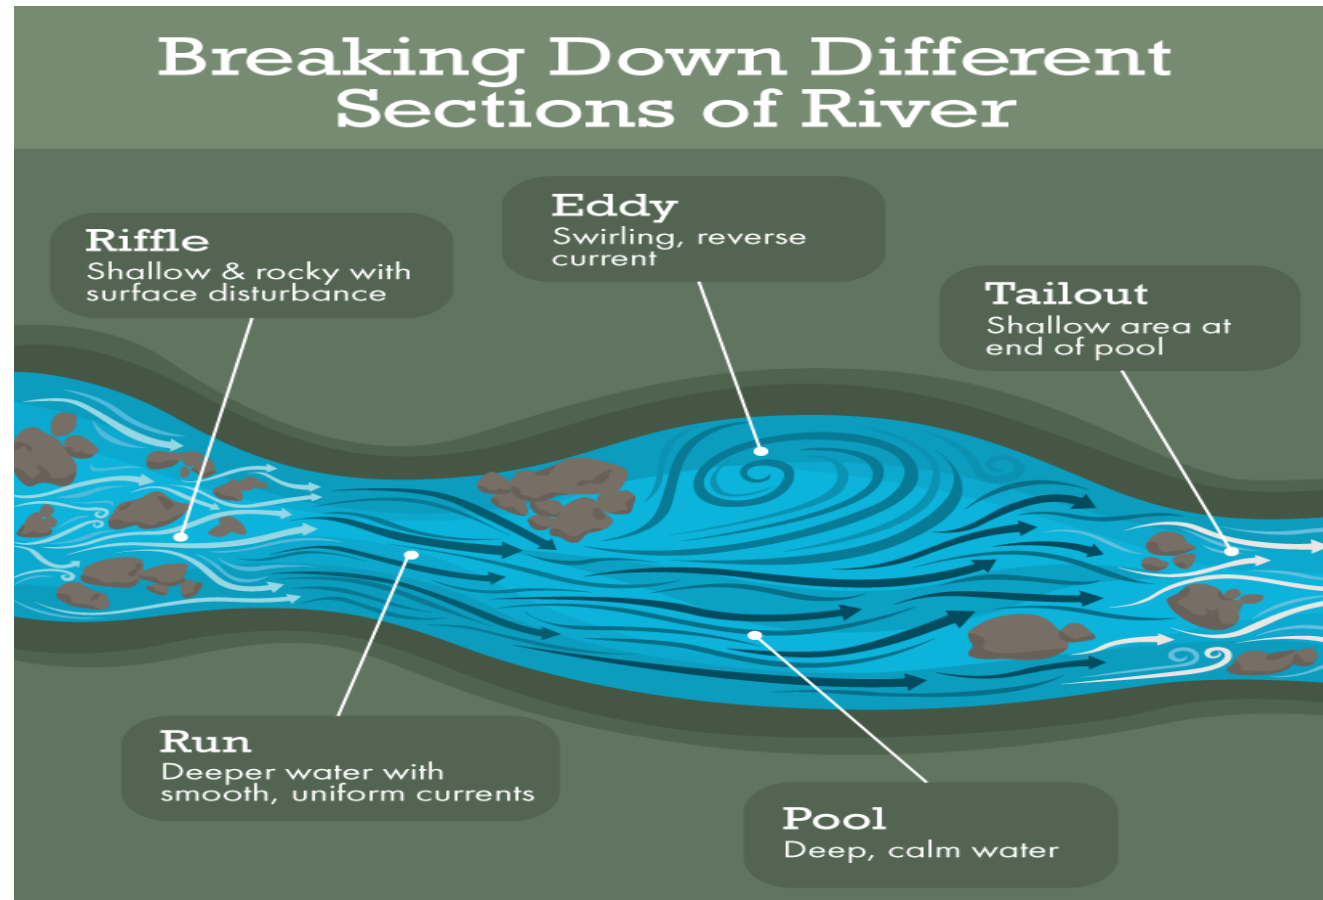 Breaking Down Different
Sections of River
Eddy
Swirling, reverse
current
Riffle
Shallow & rocky with
surface disturbance
Tailout
Shallow area at
end of pool
Run
Deeper water with
smooth, uniform currents
Pool
Deep, calm water